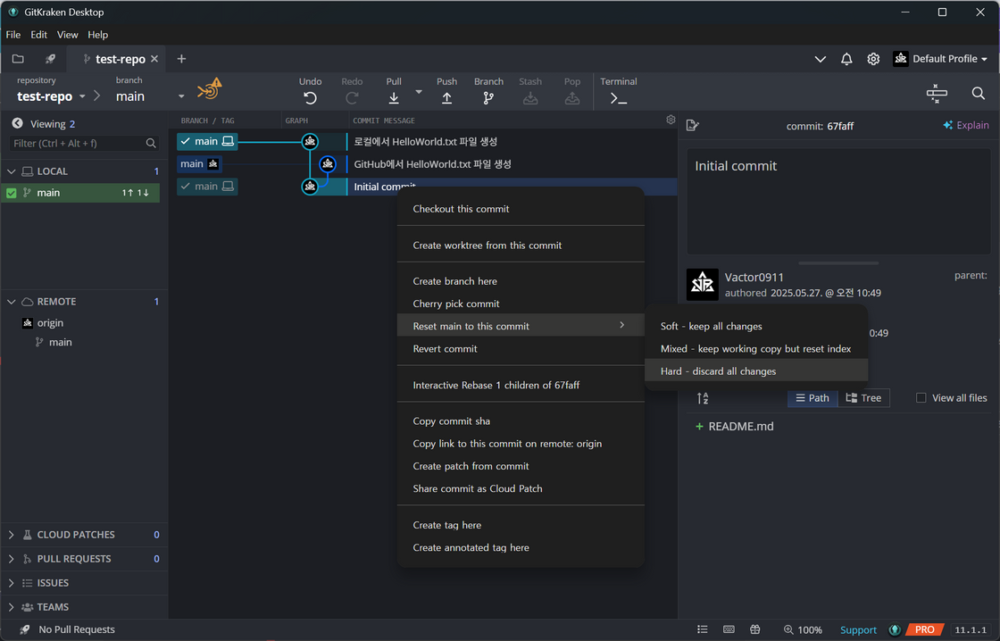 GitKraken Desktop
File Edit View Help
test-repo
Default Profile
repository
test-repo
branch
main
Undo
Redo
Pull
Push
Branch
Stash
Pop
Terminal
Viewing 2
Filter (Ctrl + Alt + f)
LOCAL 1
main 1↑ 1↓
REMOTE 1
origin
main
CLOUD PATCHES 0
PULL REQUESTS 0
ISSUES
TEAMS
BRANCH / TAG
GRAPH
COMMIT MESSAGE
main
로컬에서 HelloWorld.txt 파일 생성
main
GitHub에서 HelloWorld.txt 파일 생성
main
Initial commit
Checkout this commit
Create worktree from this commit
Create branch here
Cherry pick commit
Reset main to this commit
Revert commit
Interactive Rebase 1 children of 67faff
Copy commit sha
Copy link to this commit on remote: origin
Create patch from commit
Share commit as Cloud Patch
Create tag here
Create annotated tag here
Soft - keep all changes
Mixed - keep working copy but reset index
Hard - discard all changes
commit: 67faff
Explain
Initial commit
Vactor0911
authored 2025.05.27. @ 오전 10:49
parent:
0:49
Path
Tree
View all files
+ README.md
No Pull Requests
100%
Support
PRO
11.1.1